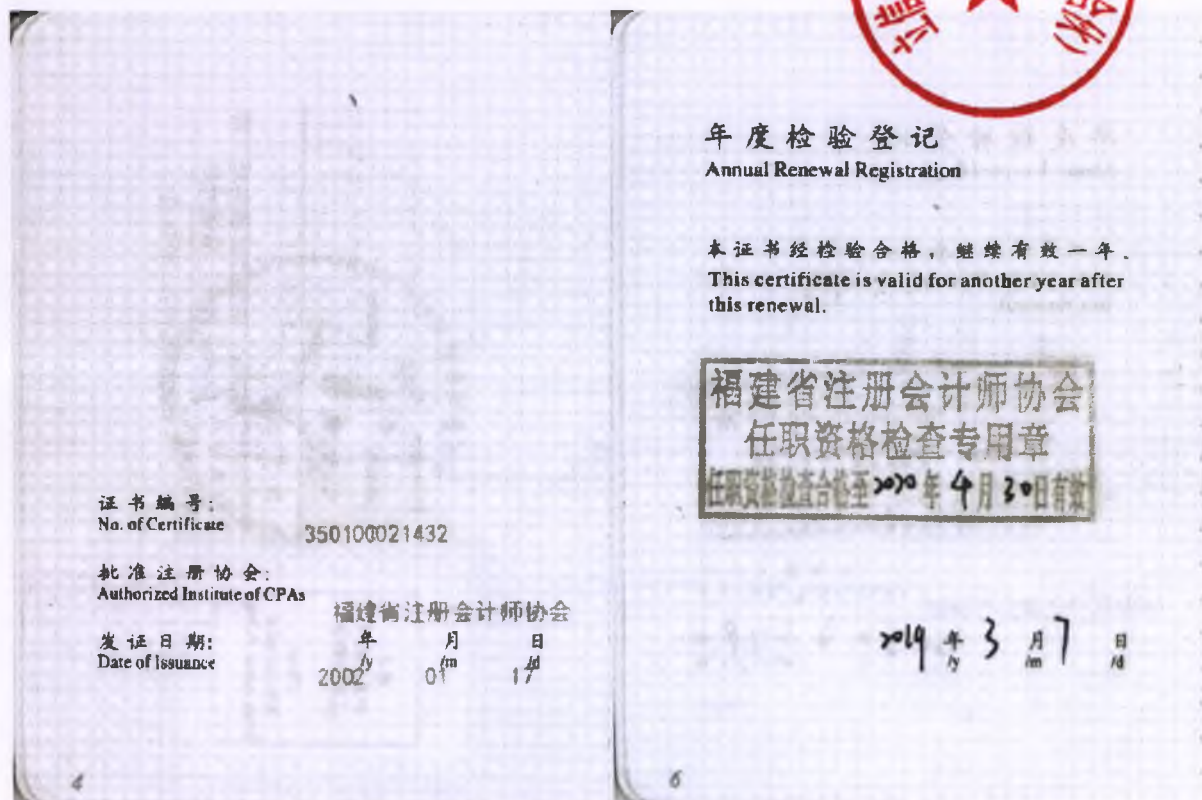 证书编号:
No. of Certificate
350100021432
批准注册协会:
Authorized Institute of CPAs
福建省注册会计师协会
发证日期:
Date of Issuance
年 月 日
/y /m /d
2002 01 17
4
年度检验登记
Annual Renewal Registration
本证书经检验合格，继续有效一年.
This certificate is valid for another year after
this renewal.
福建省注册会计师协会
任职资格检查专用章
任职资格检查合格至2020年4月30日有效
2019 年 3 月 7 日
/y /m /d
6